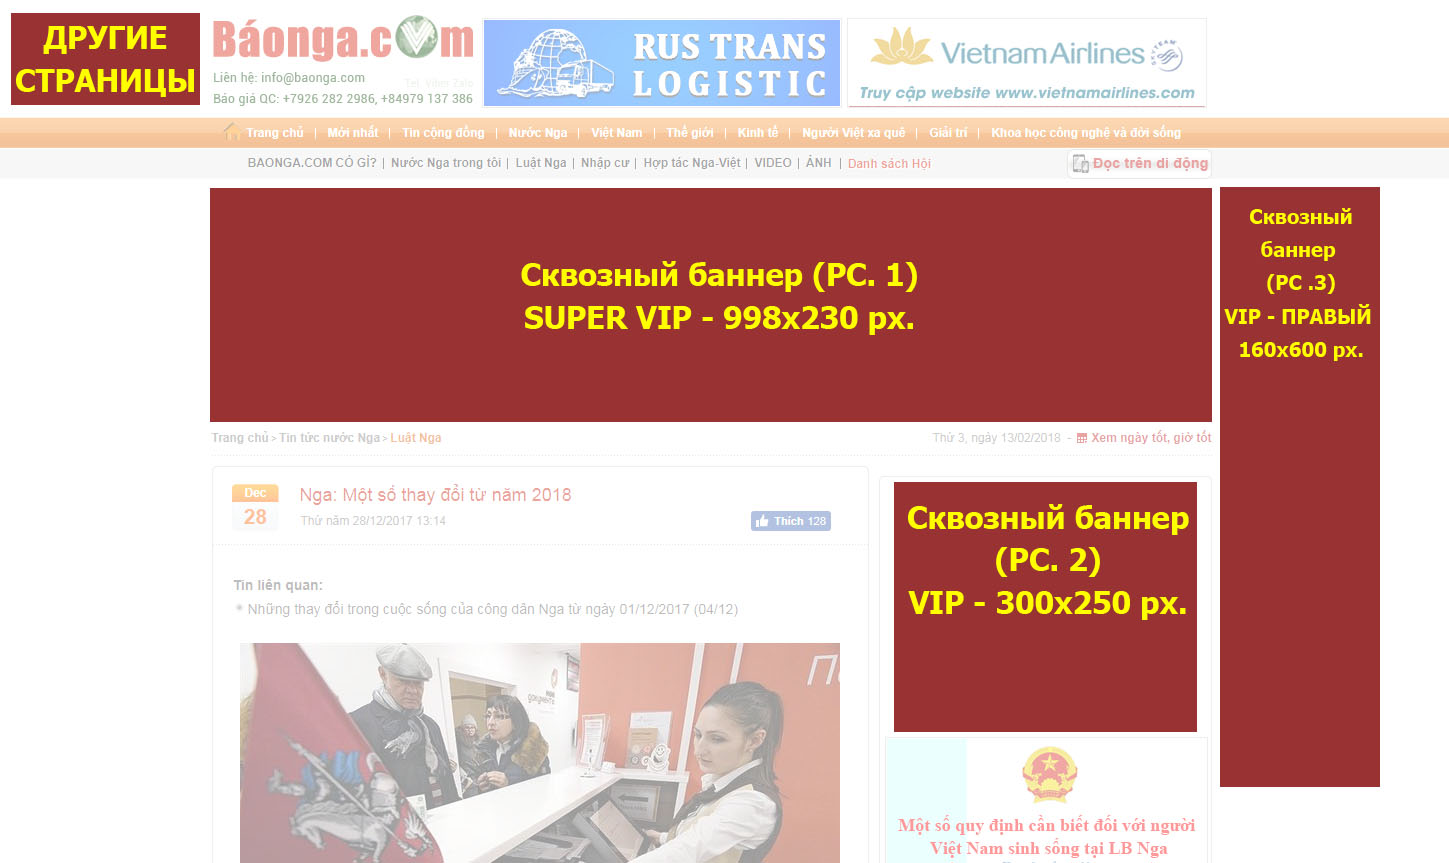 ДРУГИЕ
СТРАНИЦЫ
Báonga.com
Liên hệ: info@baonga.com
Tel, Viber, Zalo
Báo giá QC: +7926 282 2986, +84979 137 386
RUS TRANS
LOGISTIC
Vietnam Airlines
SKYTEAM
Truy cập website www.vietnamairlines.com
Trang chủ | Mới nhất | Tin cộng đồng | Nước Nga | Việt Nam | Thế giới | Kinh tế | Người Việt xa quê | Giải trí | Khoa học công nghệ và đời sống
BAONGA.COM CÓ GÌ? | Nước Nga trong tôi | Luật Nga | Nhập cư | Hợp tác Nga-Việt | VIDEO | ẢNH | Danh sách Hội
Đọc trên di động
Сквозный баннер (РС. 1)
SUPER VIP - 998x230 px.
Сквозный
баннер
(РС .3)
VIP - ПРАВЫЙ
160x600 px.
Trang chủ > Tin tức nước Nga > Luật Nga
Thứ 3, ngày 13/02/2018 – Xem ngày tốt, giờ tốt
Dec
28
Nga: Một số thay đổi từ năm 2018
Thứ năm 28/12/2017 13:14
Thích 128
Tin liên quan:
Những thay đổi trong cuộc sống của công dân Nga từ ngày 01/12/2017 (04/12)
Сквозный баннер
(РС. 2)
VIP - 300x250 px.
мои
документы
Một số quy định cần biết đối với người
Việt Nam sinh sống tại LB Nga